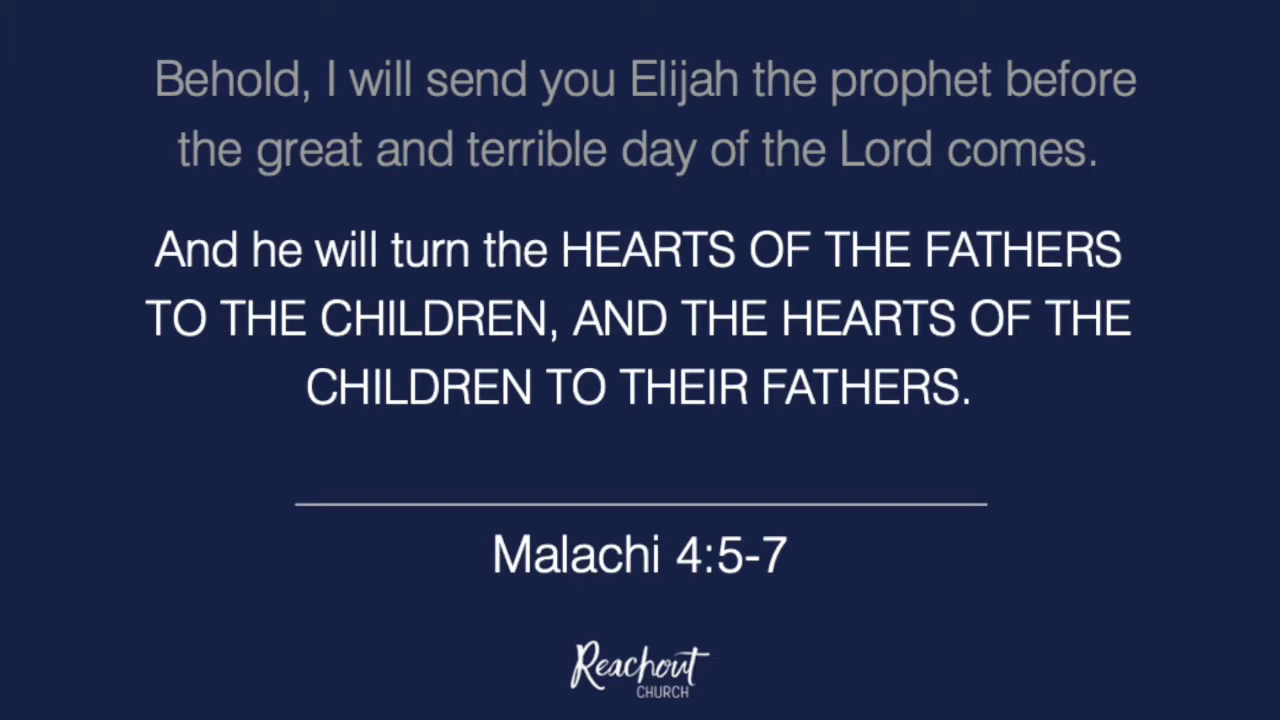 Behold, I will send you Elijah the prophet before
the great and terrible day of the Lord comes.
And he will turn the HEARTS OF THE FATHERS
TO THE CHILDREN, AND THE HEARTS OF THE
CHILDREN TO THEIR FATHERS.
Malachi 4:5-7
Reachout
CHURCH